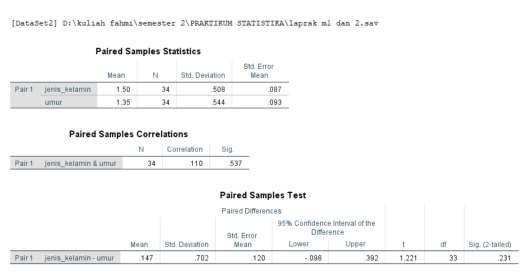 [DataSet2] D:\kuliah fahmi\semester 2\PRAKTIKUM STATISTIKA\laprak m1 dan 2.sav
Paired Samples Statistics
Mean N Std. Deviation Std. Error Mean
Pair 1 jenis_kelamin 1.50 34 .508 .087
umur 1.35 34 .544 .093
Paired Samples Correlations
N Correlation Sig.
Pair 1 jenis_kelamin & umur 34 .110 .537
Paired Samples Test
Paired Differences
95% Confidence Interval of the Difference
Mean Std. Deviation Std. Error Mean Lower Upper t df Sig. (2-tailed)
Pair 1 jenis_kelamin - umur .147 .702 .120 -.098 .392 1.221 33 .231